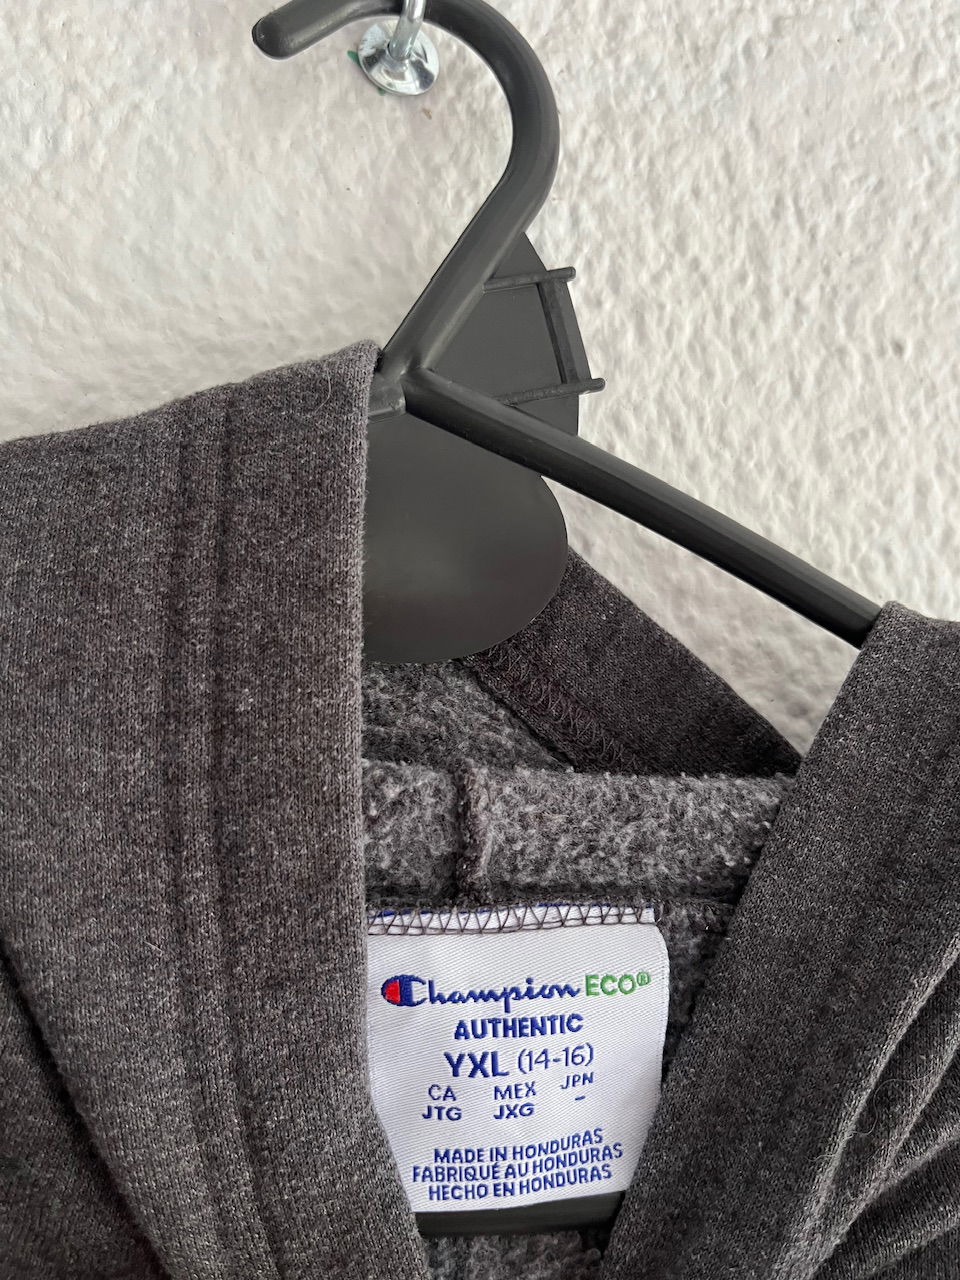 Champion ECO®
AUTHENTIC
YXL (14-16)
CA MEX JPN
JTG JXG -
MADE IN HONDURAS
FABRIQUÉ AU HONDURAS
HECHO EN HONDURAS